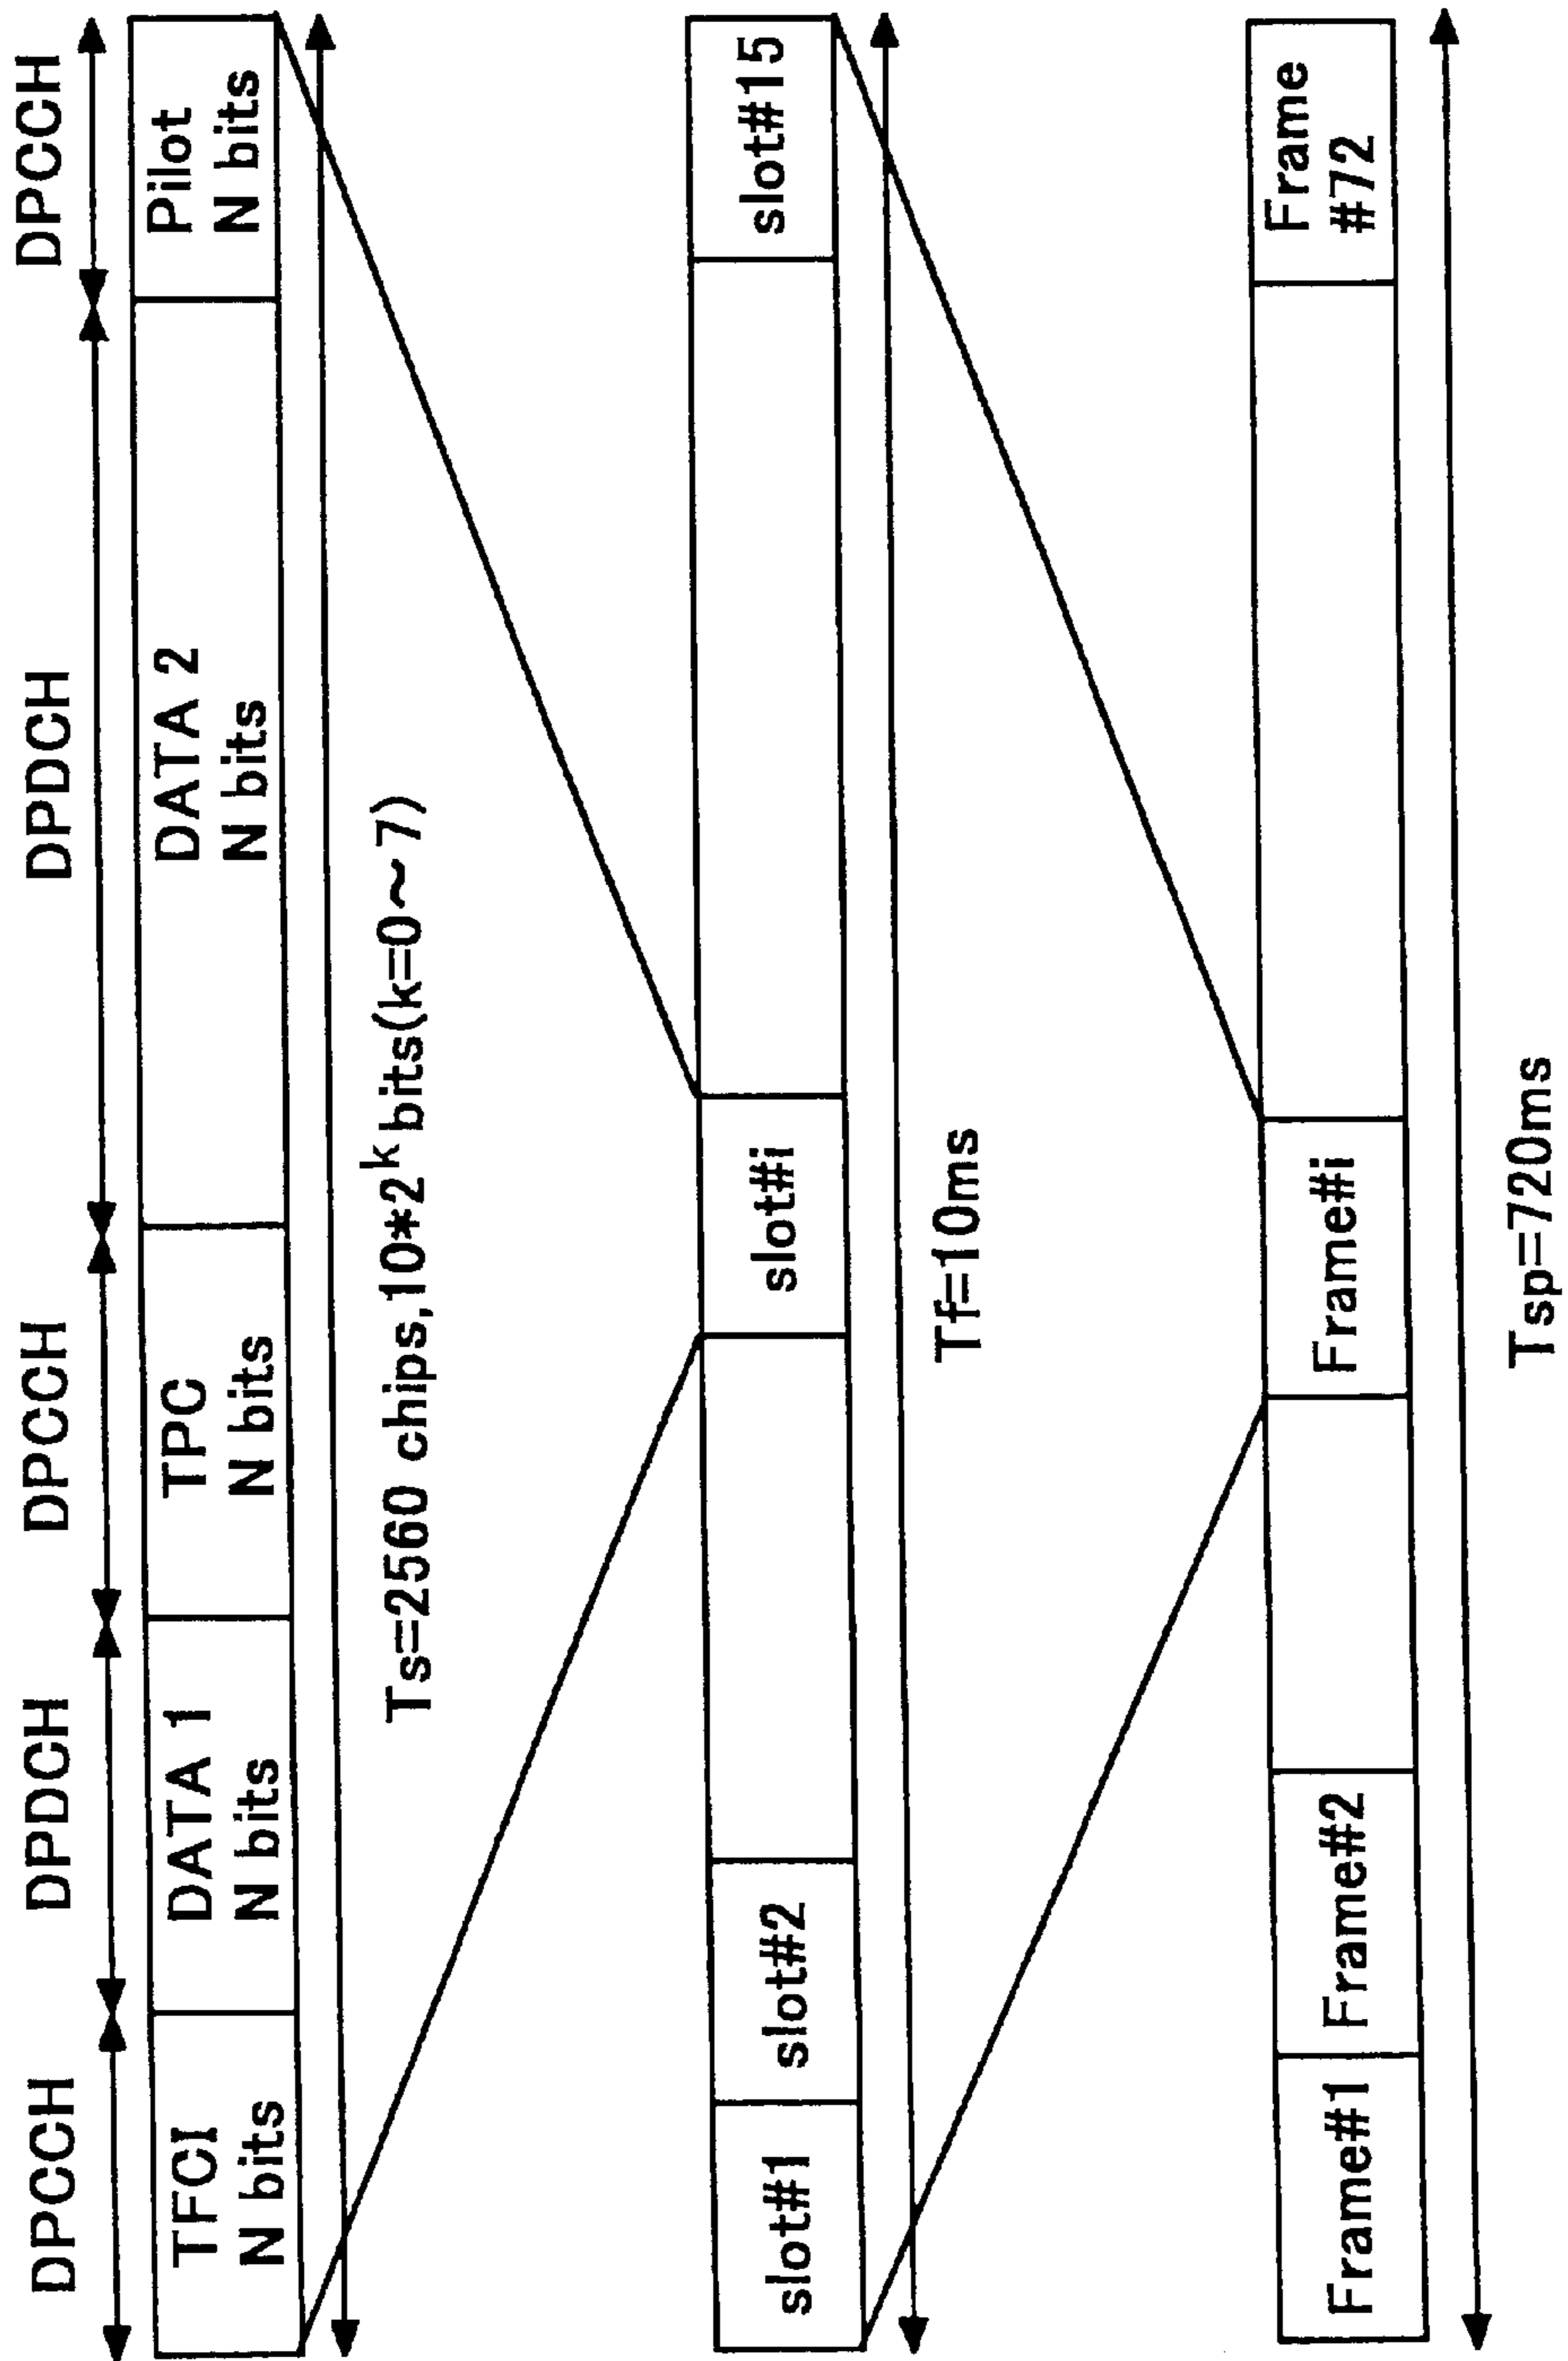 DPCCH DPDCH DPCCH DPDCH DPCCH
TFCI
N bits
DATA 1
N bits
TPC
N bits
DATA 2
N bits
Pilot
N bits
Ts=2560 chips,10*2^k bits(k=0~7)
slot#1
slot#2
slot#i
slot#15
Tf=10ms
Frame#1
Frame#2
Frame#i
Frame
#72
Tsp=720ms